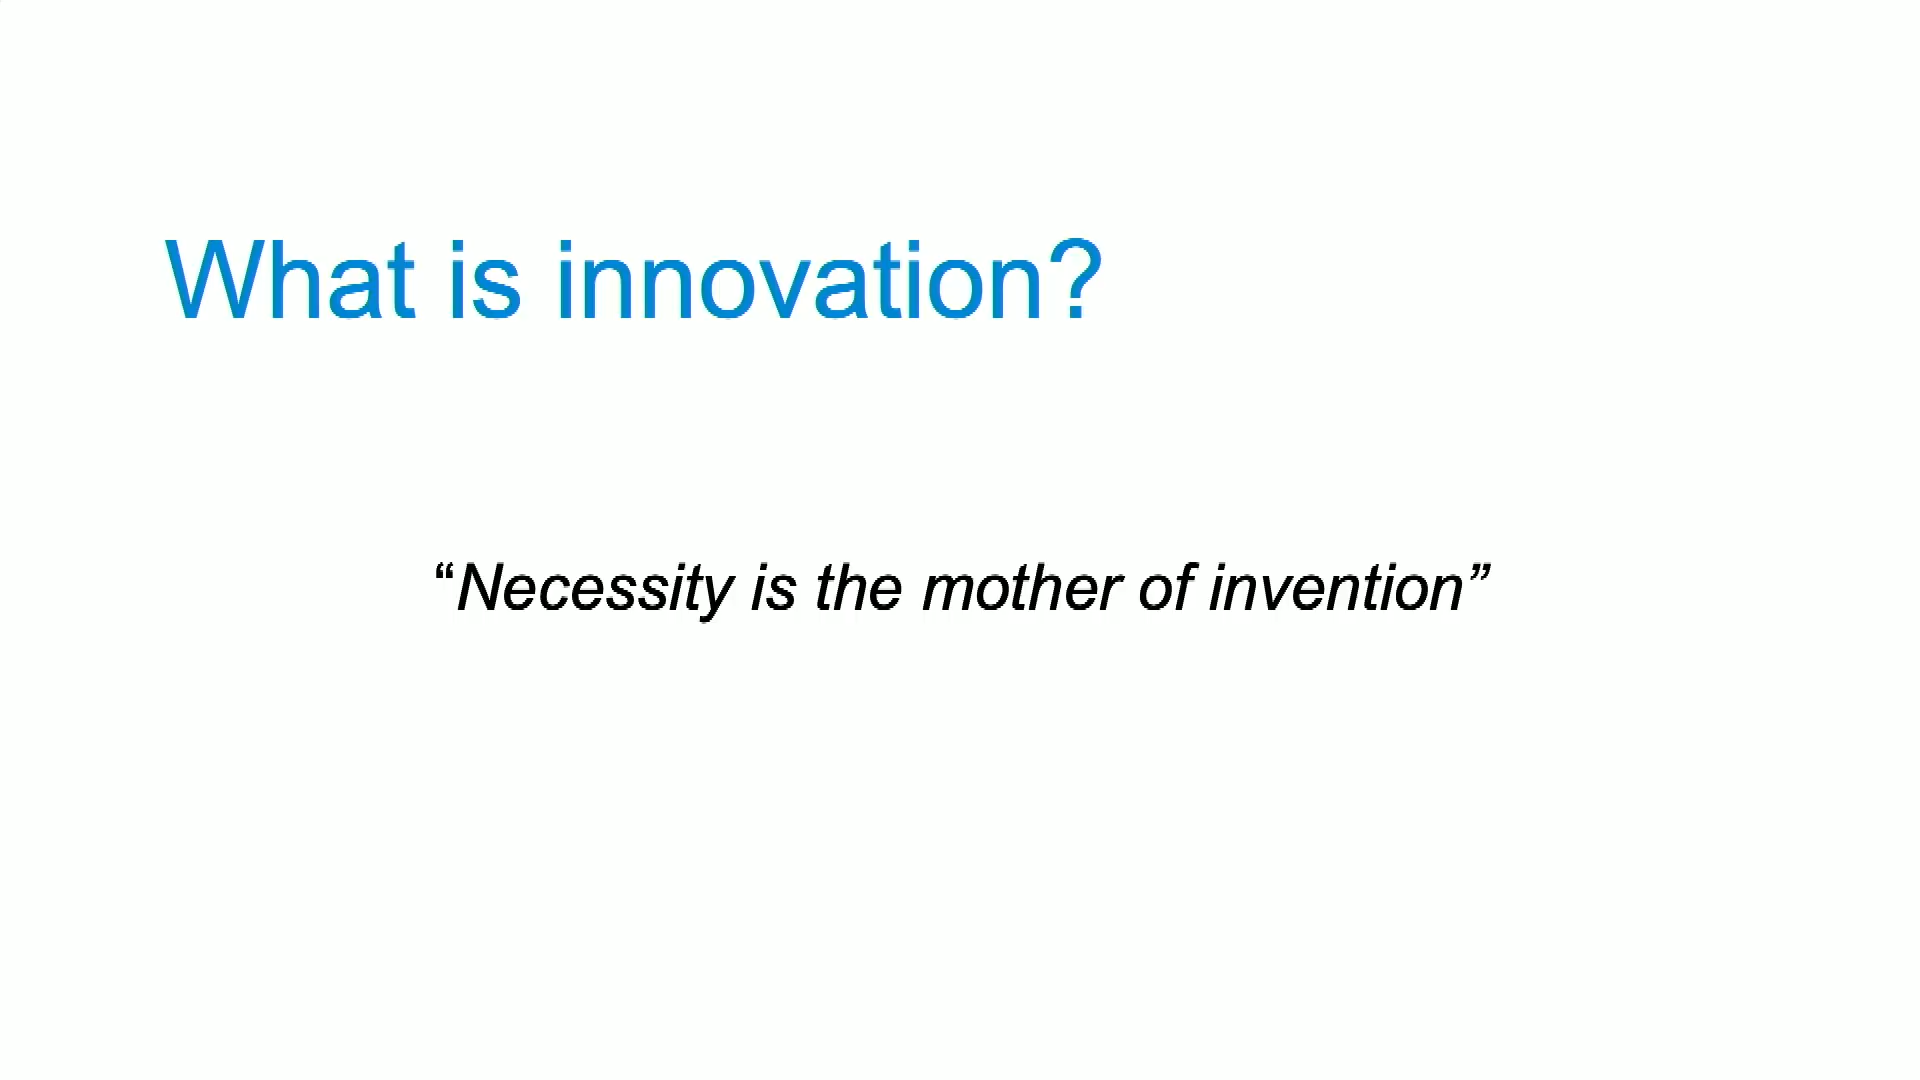 What is innovation?
“Necessity is the mother of invention”